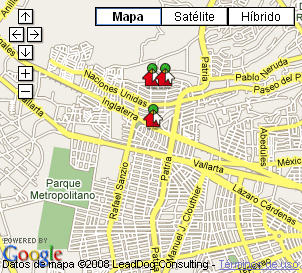 Mapa
Satélite
Híbrido
Naciones Unidas
Patria
Pablo Neruda
Paseo del P
Inglaterra
Vallarta
Abedules
Vallarta
Méxic
Parque
Metropolitano
Rafael Sanzio
Patria
Manuel J. Clouthier
Lázaro Cárdenas
POWERED BY
Google
Datos de mapa ©2008 LeadDog Consulting - Términos de uso